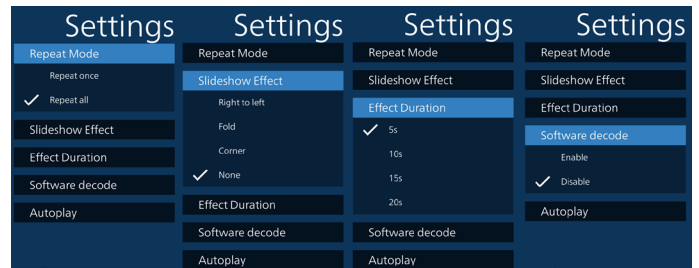 Settings
Repeat Mode
Repeat once
Repeat all
Slideshow Effect
Effect Duration
Software decode
Autoplay
Settings
Repeat Mode
Slideshow Effect
Right to left
Fold
Corner
None
Effect Duration
Software decode
Autoplay
Settings
Repeat Mode
Slideshow Effect
Effect Duration
5s
10s
15s
20s
Software decode
Autoplay
Settings
Repeat Mode
Slideshow Effect
Effect Duration
Software decode
Enable
Disable
Autoplay